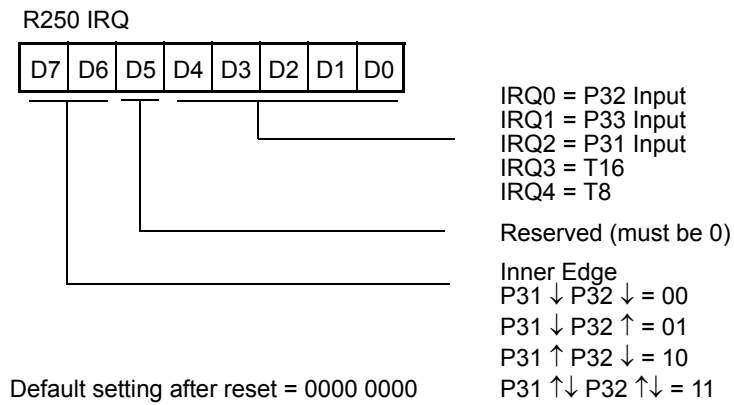 R250 IRQ
D7 D6 D5 D4 D3 D2 D1 D0
IRQ0 = P32 Input
IRQ1 = P33 Input
IRQ2 = P31 Input
IRQ3 = T16
IRQ4 = T8
Reserved (must be 0)
Inner Edge
P31 ↓ P32 ↓ = 00
P31 ↓ P32 ↑ = 01
P31 ↑ P32 ↓ = 10
P31 ↑↓ P32 ↑↓ = 11
Default setting after reset = 0000 0000